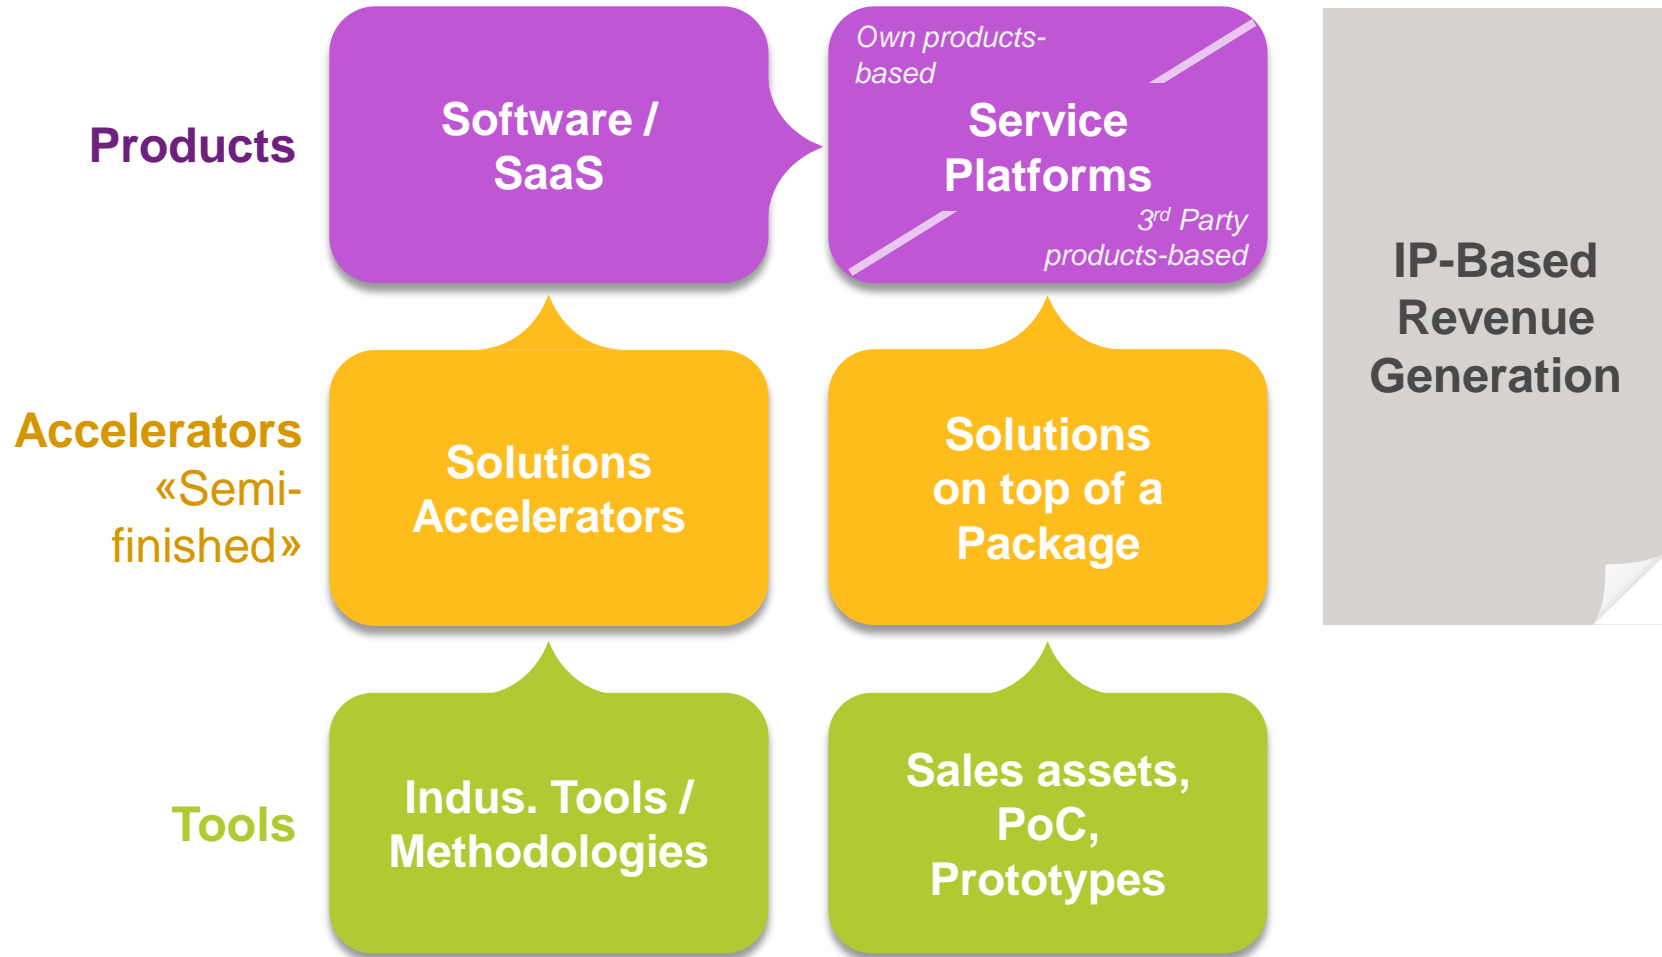 Products
Software /
SaaS
Own products-
based
Service
Platforms
3rd Party
products-based
IP-Based
Revenue
Generation
Accelerators
«Semi-
finished»
Solutions
Accelerators
Solutions
on top of a
Package
Tools
Indus. Tools /
Methodologies
Sales assets,
PoC,
Prototypes